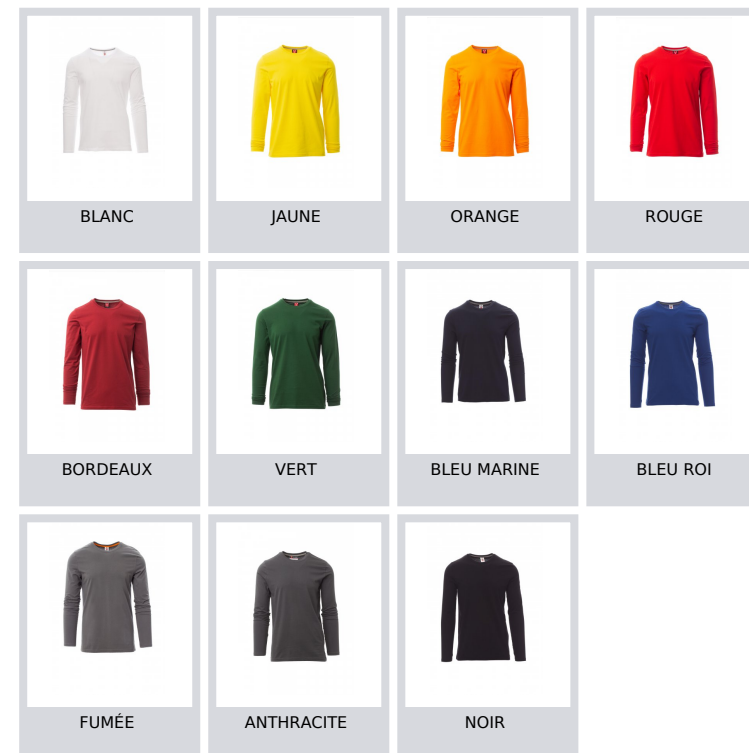 BLANC
JAUNE
ORANGE
ROUGE
BORDEAUX
VERT
BLEU MARINE
BLEU ROI
FUMÉE
ANTHRACITE
NOIR